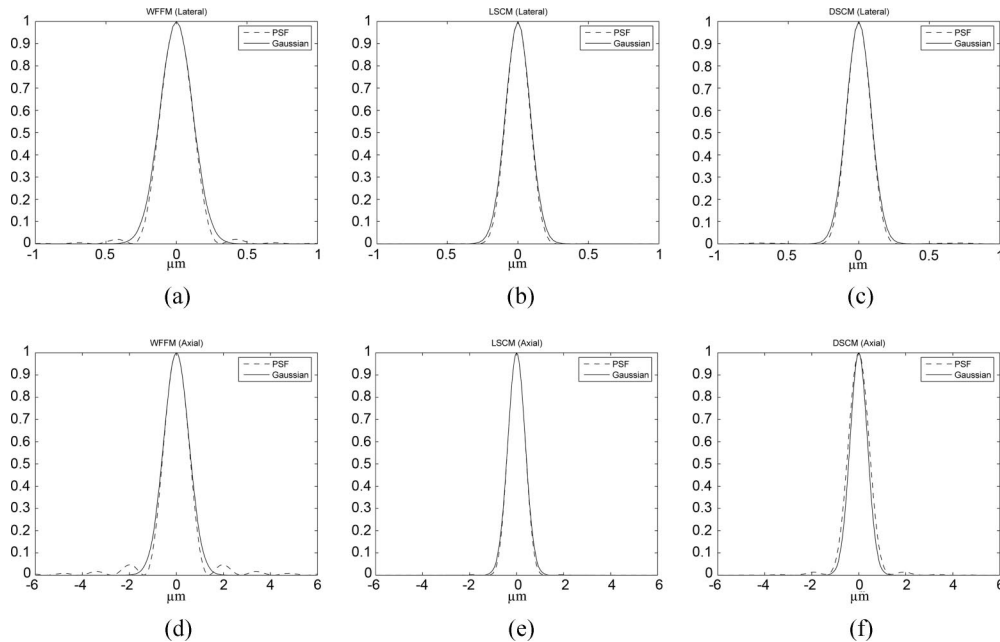 WFFM (Lateral)
1
0.9
0.8
0.7
0.6
0.5
0.4
0.3
0.2
0.1
0
PSF
Gaussian
-1 0.5 0 0.5 1
µm
(a)
LSCM (Lateral)
1
0.9
0.8
0.7
0.6
0.5
0.4
0.3
0.2
0.1
0
PSF
Gaussian
-1 0.5 0 0.5 1
µm
(b)
DSCM (Lateral)
1
0.9
0.8
0.7
0.6
0.5
0.4
0.3
0.2
0.1
0
PSF
Gaussian
-1 0.5 0 0.5 1
µm
(c)
WFFM (Axial)
1
0.9
0.8
0.7
0.6
0.5
0.4
0.3
0.2
0.1
0
PSF
Gaussian
-6 -4 -2 0 2 4 6
µm
(d)
LSCM (Axial)
1
0.9
0.8
0.7
0.6
0.5
0.4
0.3
0.2
0.1
0
PSF
Gaussian
-6 -4 -2 0 2 4 6
µm
(e)
DSCM (Axial)
1
0.9
0.8
0.7
0.6
0.5
0.4
0.3
0.2
0.1
0
PSF
Gaussian
-6 -4 -2 0 2 4 6
µm
(f)